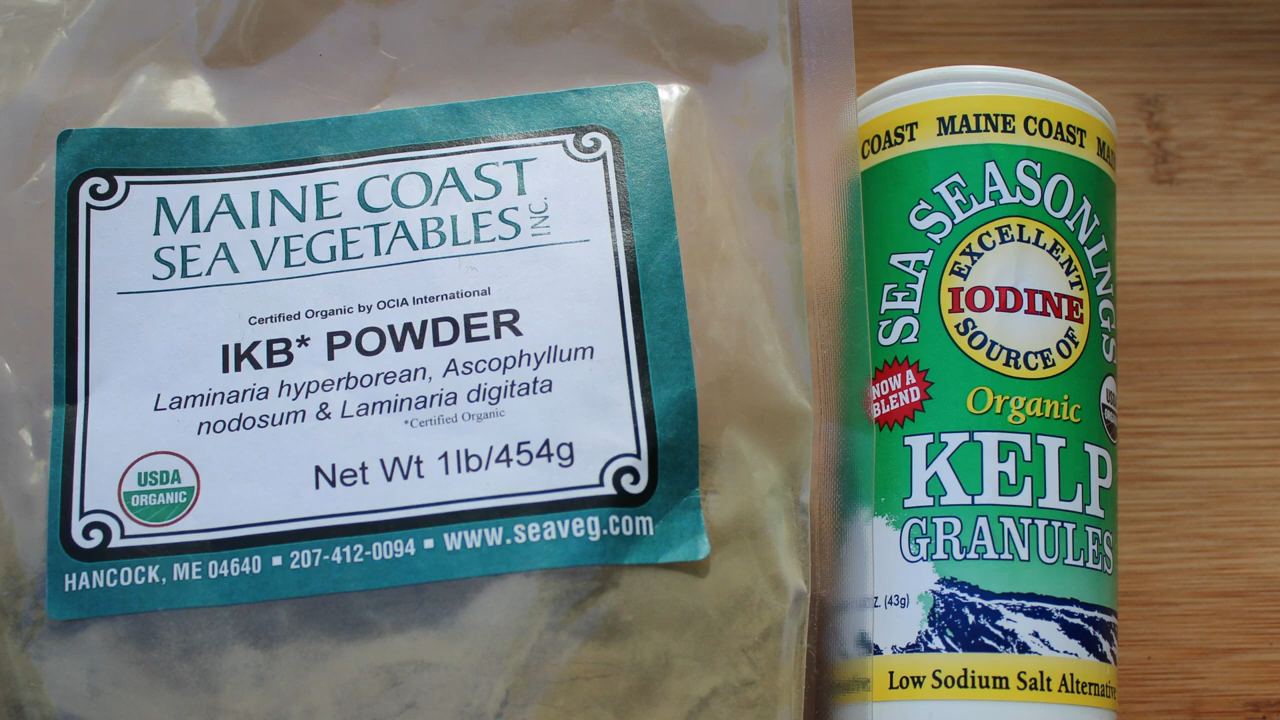 MAINE COAST
SEA VEGETABLES INC.
Certified Organic by OCIA International
IKB* POWDER
Laminaria hyperborean, Ascophyllum
nodosum & Laminaria digitata
*Certified Organic
Net Wt 1lb/454g
USDA
ORGANIC
HANCOCK, ME 04640 ▪ 207-412-0094 ▪ www.seaveg.com
COAST MAINE COAST MA
SEA SEASONINGS
EXCELLENT
IODINE
SOURCE OF
NOW A
BLEND
Organic
KELP
GRANULES
Z. (43g)
Low Sodium Salt Alternative